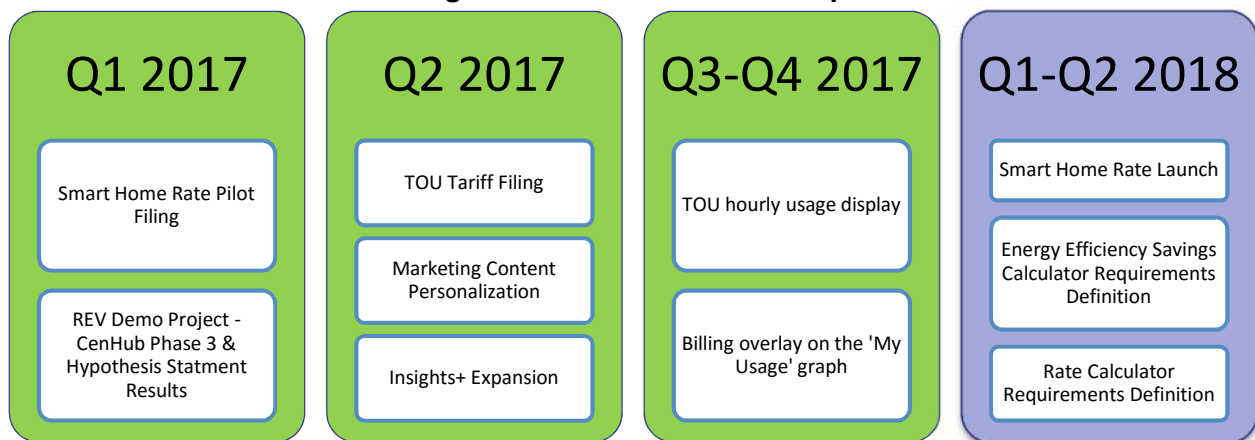 Q1 2017
Smart Home Rate Pilot
Filing
REV Demo Project -
CenHub Phase 3 &
Hypothesis Statment
Results
Q2 2017
TOU Tariff Filing
Marketing Content
Personalization
Insights+ Expansion
Q3-Q4 2017
TOU hourly usage display
Billing overlay on the 'My
Usage' graph
Q1-Q2 2018
Smart Home Rate Launch
Energy Efficiency Savings
Calculator Requirements
Definition
Rate Calculator
Requirements Definition